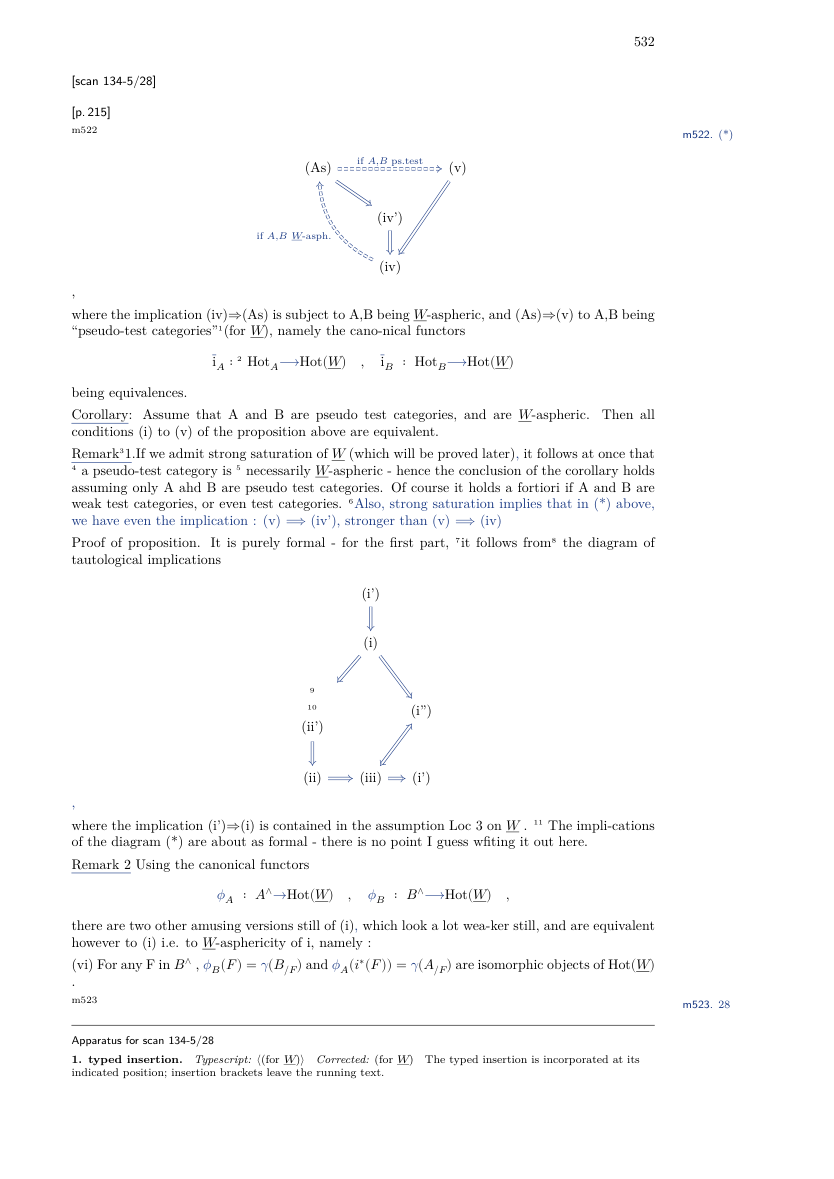 532
[scan 134-5/28]
[p. 215]
m522
m522. (*)
if A,B ps.test
(As)
(v)
(iv')
if A,B W-asph.
(iv)
,
where the implication (iv)⇒(As) is subject to A,B being W-aspheric, and (As)⇒(v) to A,B being
“pseudo-test categories”¹(for W), namely the cano-nical functors
ĩ_A : ² Hot_A⟶Hot(W) , ĩ_B : Hot_B⟶Hot(W)
being equivalences.
Corollary: Assume that A and B are pseudo test categories, and are W-aspheric. Then all
conditions (i) to (v) of the proposition above are equivalent.
Remark³1.If we admit strong saturation of W (which will be proved later), it follows at once that
⁴ a pseudo-test category is ⁵ necessarily W-aspheric - hence the conclusion of the corollary holds
assuming only A ahd B are pseudo test categories. Of course it holds a fortiori if A and B are
weak test categories, or even test categories. ⁶Also, strong saturation implies that in (*) above,
we have even the implication : (v) ⟹ (iv'), stronger than (v) ⟹ (iv)
Proof of proposition. It is purely formal - for the first part, ⁷it follows from⁸ the diagram of
tautological implications
(i')
(i)
⁹
¹⁰
(ii')
(i”)
(ii) ⟹ (iii) ⇒ (i')
,
where the implication (i')⇒(i) is contained in the assumption Loc 3 on W . ¹¹ The impli-cations
of the diagram (*) are about as formal - there is no point I guess wfiting it out here.
Remark 2 Using the canonical functors
ϕ_A : A^∧→Hot(W) , ϕ_B : B^∧⟶Hot(W) ,
there are two other amusing versions still of (i), which look a lot wea-ker still, and are equivalent
however to (i) i.e. to W-asphericity of i, namely :
(vi) For any F in B^∧ , ϕ_B(F) = γ(B_/F) and ϕ_A(i*(F)) = γ(A_/F) are isomorphic objects of Hot(W)
.
m523
m523. 28
Apparatus for scan 134-5/28
1. typed insertion. Typescript: ⟨(for W)⟩ Corrected: (for W) The typed insertion is incorporated at its
indicated position; insertion brackets leave the running text.